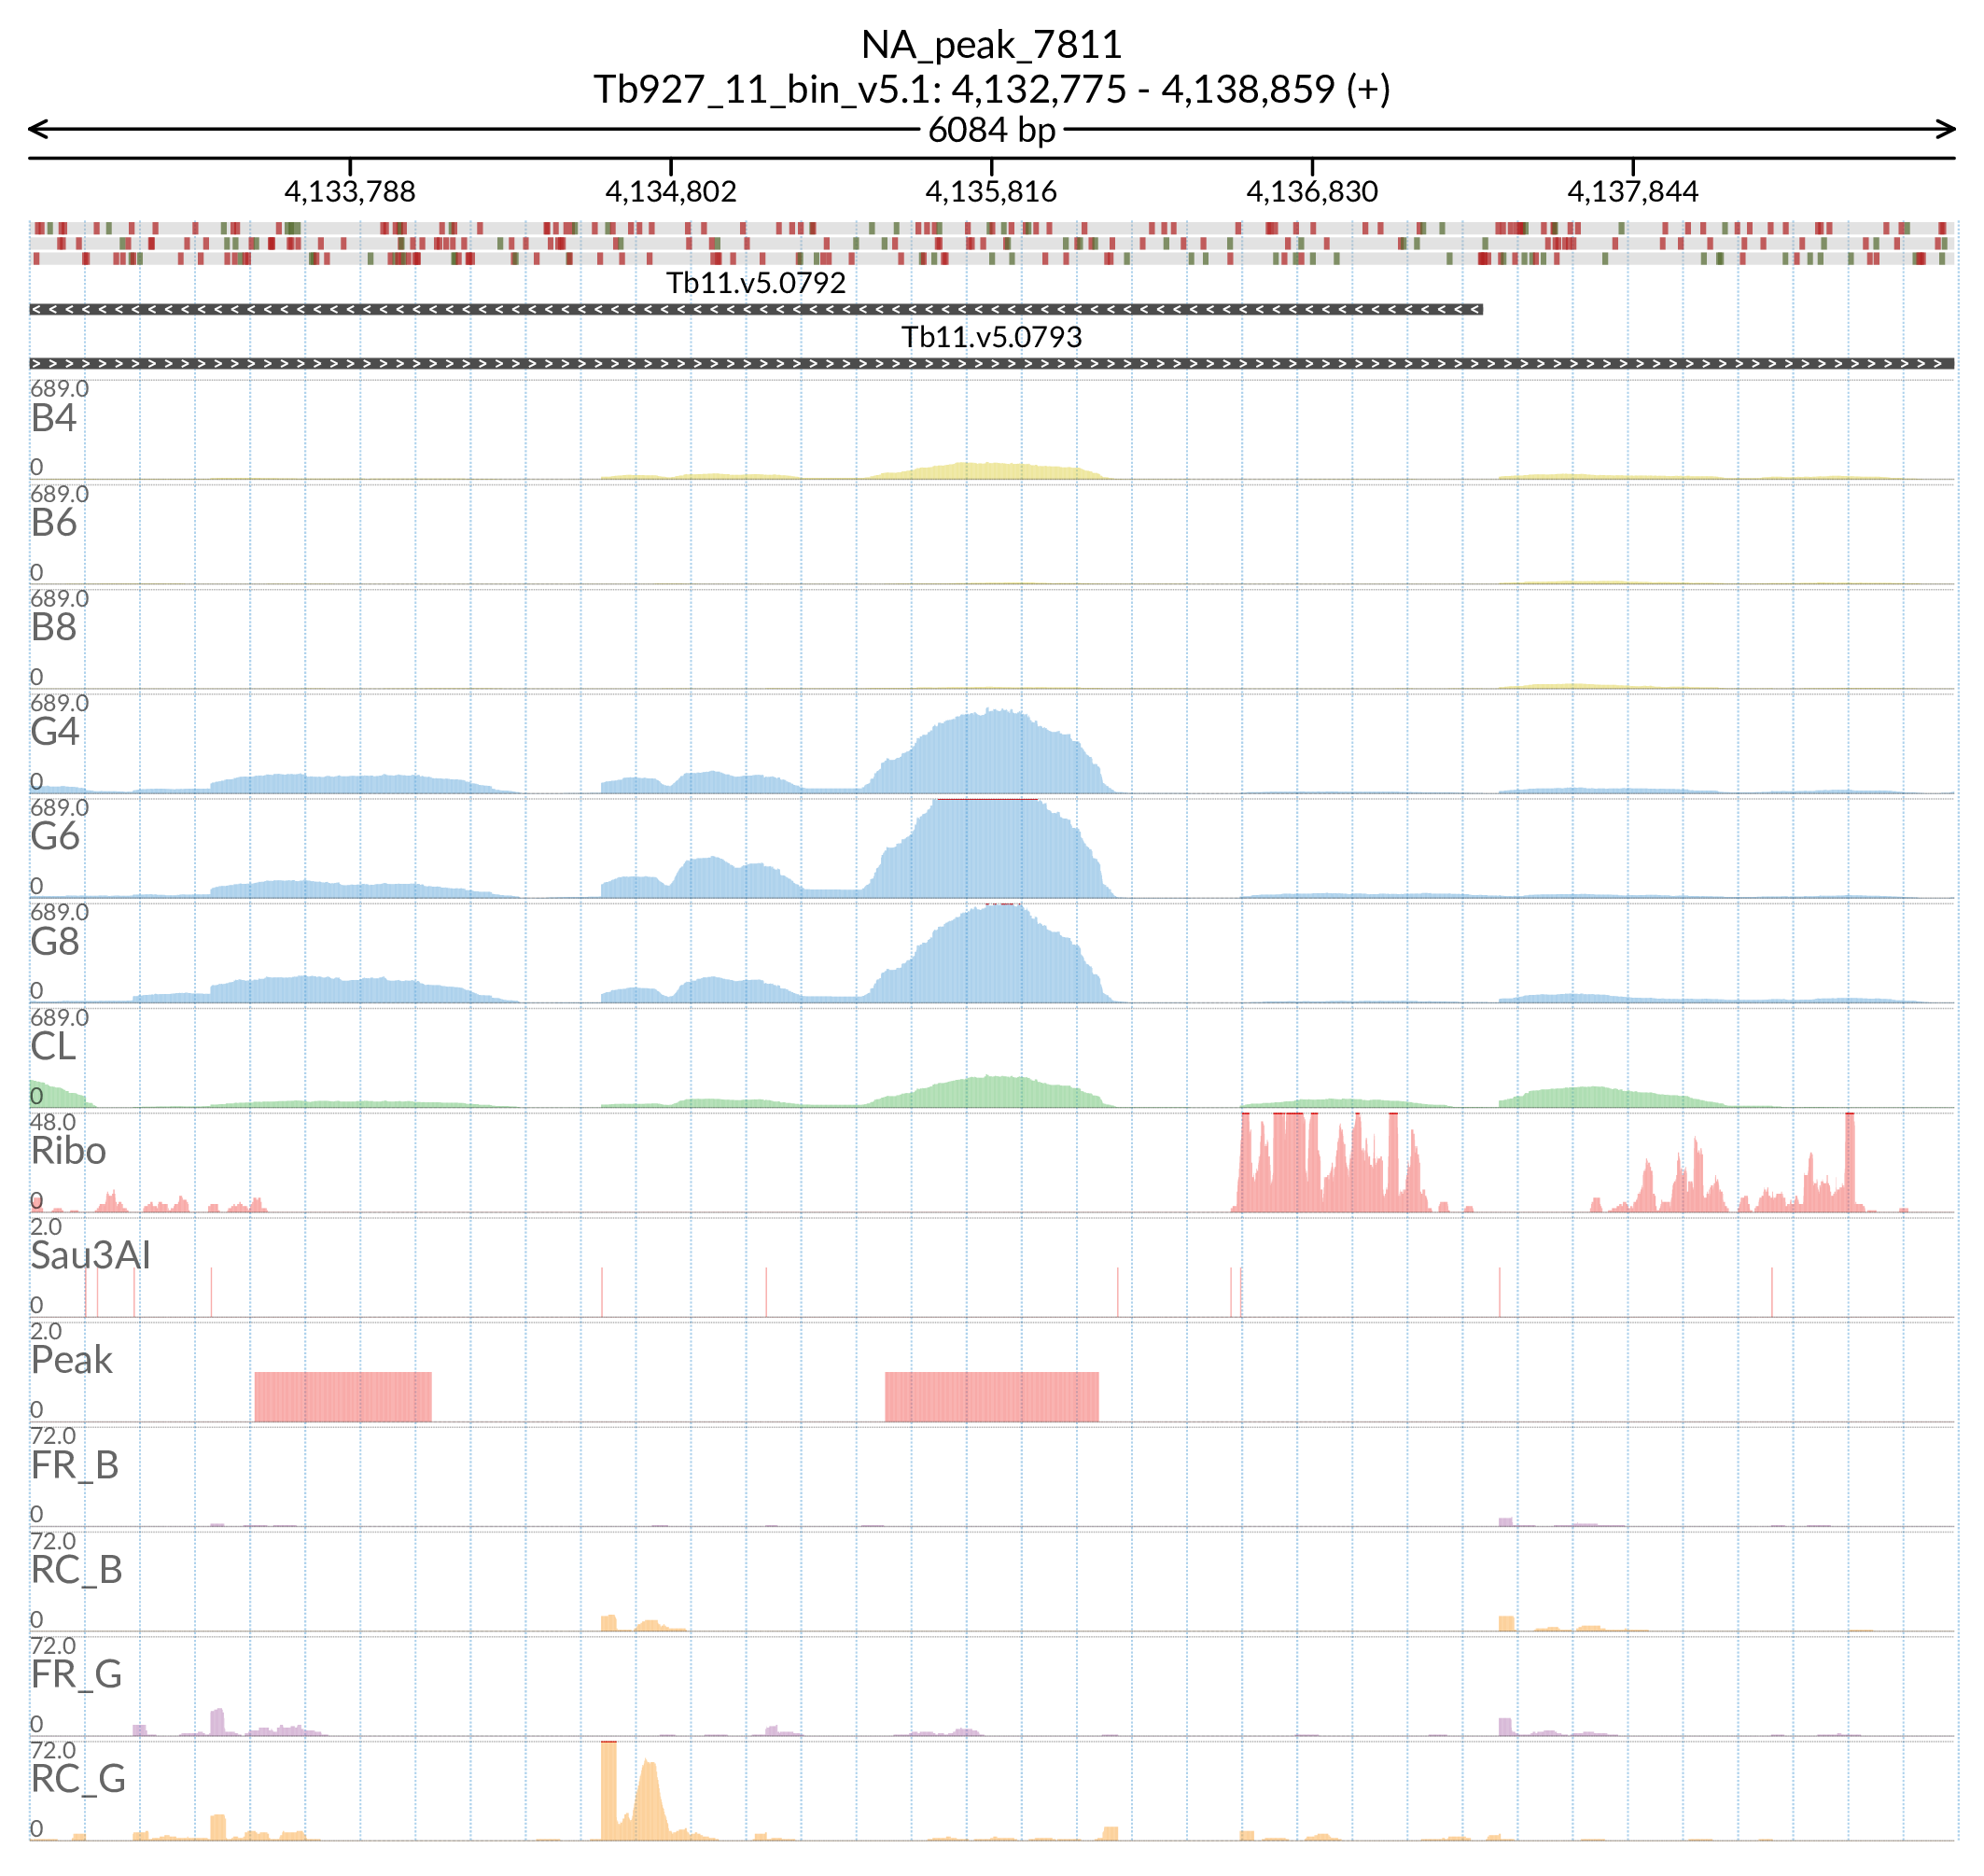 NA_peak_7811
Tb927_11_bin_v5.1: 4,132,775 - 4,138,859 (+)
6084 bp
4,133,788 4,134,802 4,135,816 4,136,830 4,137,844
Tb11.v5.0792
Tb11.v5.0793
689.0
B4
0
689.0
B6
0
689.0
B8
0
689.0
G4
0
689.0
G6
0
689.0
G8
0
689.0
CL
0
48.0
Ribo
0
2.0
Sau3AI
0
2.0
Peak
0
72.0
FR_B
0
72.0
RC_B
0
72.0
FR_G
0
72.0
RC_G
0